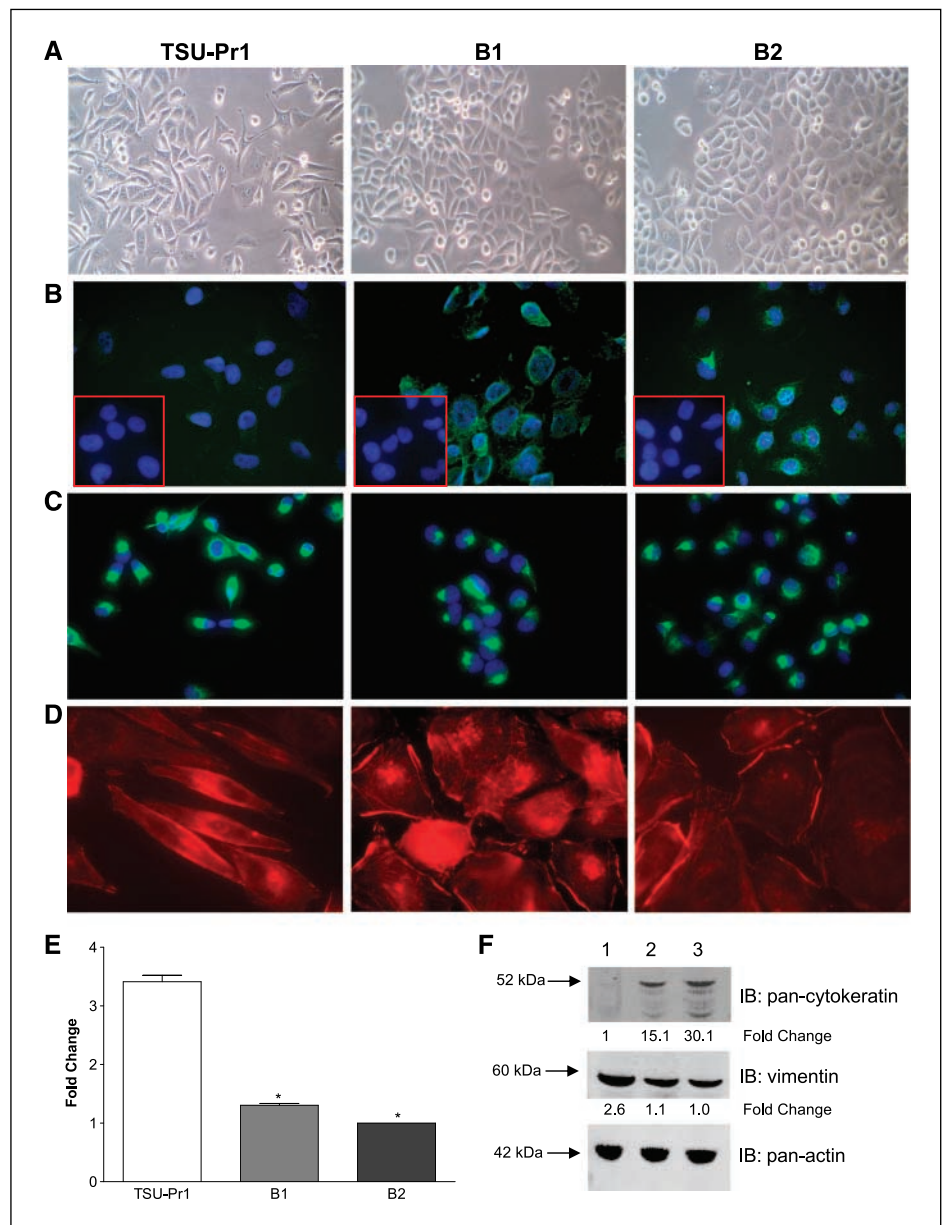 A
TSU-Pr1
B1
B2
B
C
D
E
Fold Change
4
3
2
1
0
*
*
TSU-Pr1
B1
B2
F
1 2 3
52 kDa
IB: pan-cytokeratin
1 15.1 30.1 Fold Change
60 kDa
IB: vimentin
2.6 1.1 1.0 Fold Change
42 kDa
IB: pan-actin